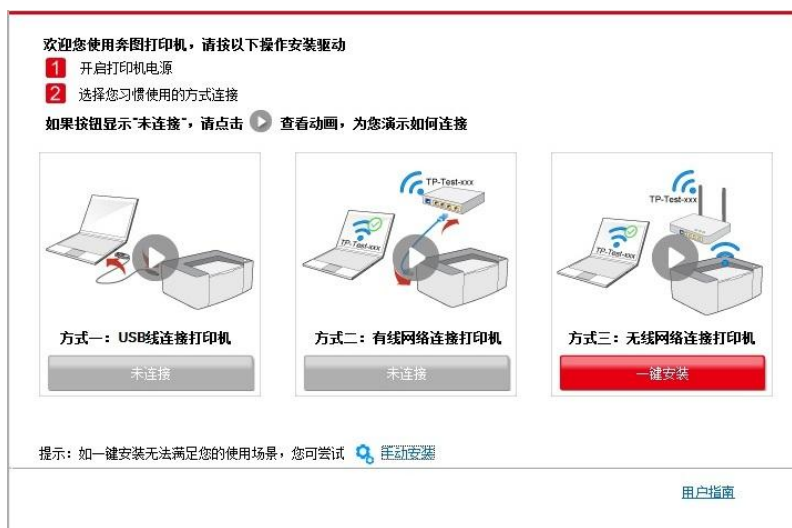 欢迎您使用奔图打印机，请按以下操作安装驱动
1 开启打印机电源
2 选择您习惯使用的方式连接
如果按钮显示"未连接"，请点击 查看动画，为您演示如何连接
TP-Test-xxx
TP-Test-xxx
TP-Test-xxx
TP-Test-xxx
方式一：USB线连接打印机
方式二：有线网络连接打印机
方式三：无线网络连接打印机
未连接
未连接
一键安装
提示：如一键安装无法满足您的使用场景，您可尝试 手动安装
用户指南